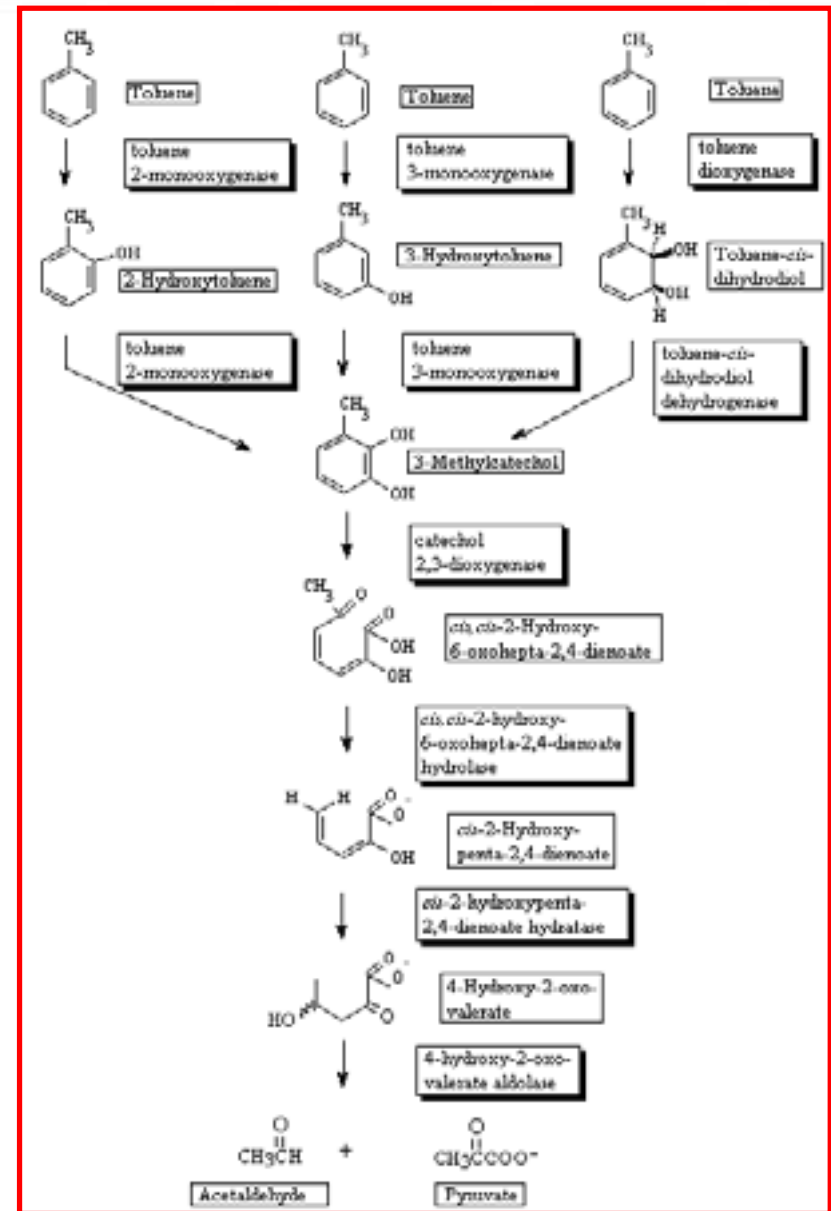 CH3
CH3
CH3
Toluene
Toluene
Toluene
toluene
2-monooxygenase
toluene
3-monooxygenase
toluene
dioxygenase
CH3
OH
2-Hydroxytoluene
CH3
3-Hydroxytoluene
OH
CH3
H
OH
OH
H
Toluene-cis-
dihydrodiol
toluene
2-monooxygenase
toluene
3-monooxygenase
toluene-cis-
dihydrodiol
dehydrogenase
CH3
OH
OH
3-Methylcatechol
catechol
2,3-dioxygenase
CH3
O
O
OH
OH
cis,cis-2-Hydroxy-
6-oxohepta-2,4-dienoate
cis,cis-2-hydroxy-
6-oxohepta-2,4-dienoate
hydrolase
H H
O
O-
OH
cis-2-Hydroxy-
penta-2,4-dienoate
cis-2-hydroxypenta-
2,4-dienoate hydratase
O
O-
O
HO
4-Hydroxy-2-oxo-
valerate
4-hydroxy-2-oxo-
valerate aldolase
O
CH3CH
+
O
CH3CCOO-
Acetaldehyde
Pyruvate